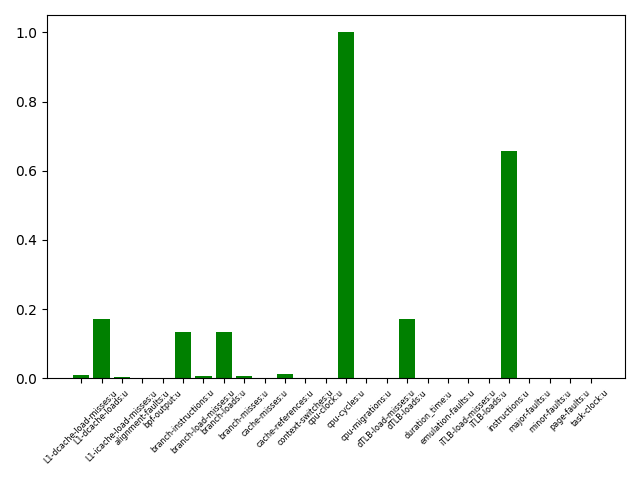 1.0
0.8
0.6
0.4
0.2
0.0
L1-dcache-load-misses:u
L1-dcache-loads:u
L1-icache-load-misses:u
alignment-faults:u
bpf-output:u
branch-instructions:u
branch-load-misses:u
branch-loads:u
branch-misses:u
cache-misses:u
cache-references:u
context-switches:u
cpu-clock:u
cpu-cycles:u
cpu-migrations:u
dTLB-load-misses:u
dTLB-loads:u
duration_time:u
emulation-faults:u
iTLB-load-misses:u
iTLB-loads:u
instructions:u
major-faults:u
minor-faults:u
page-faults:u
task-clock:u